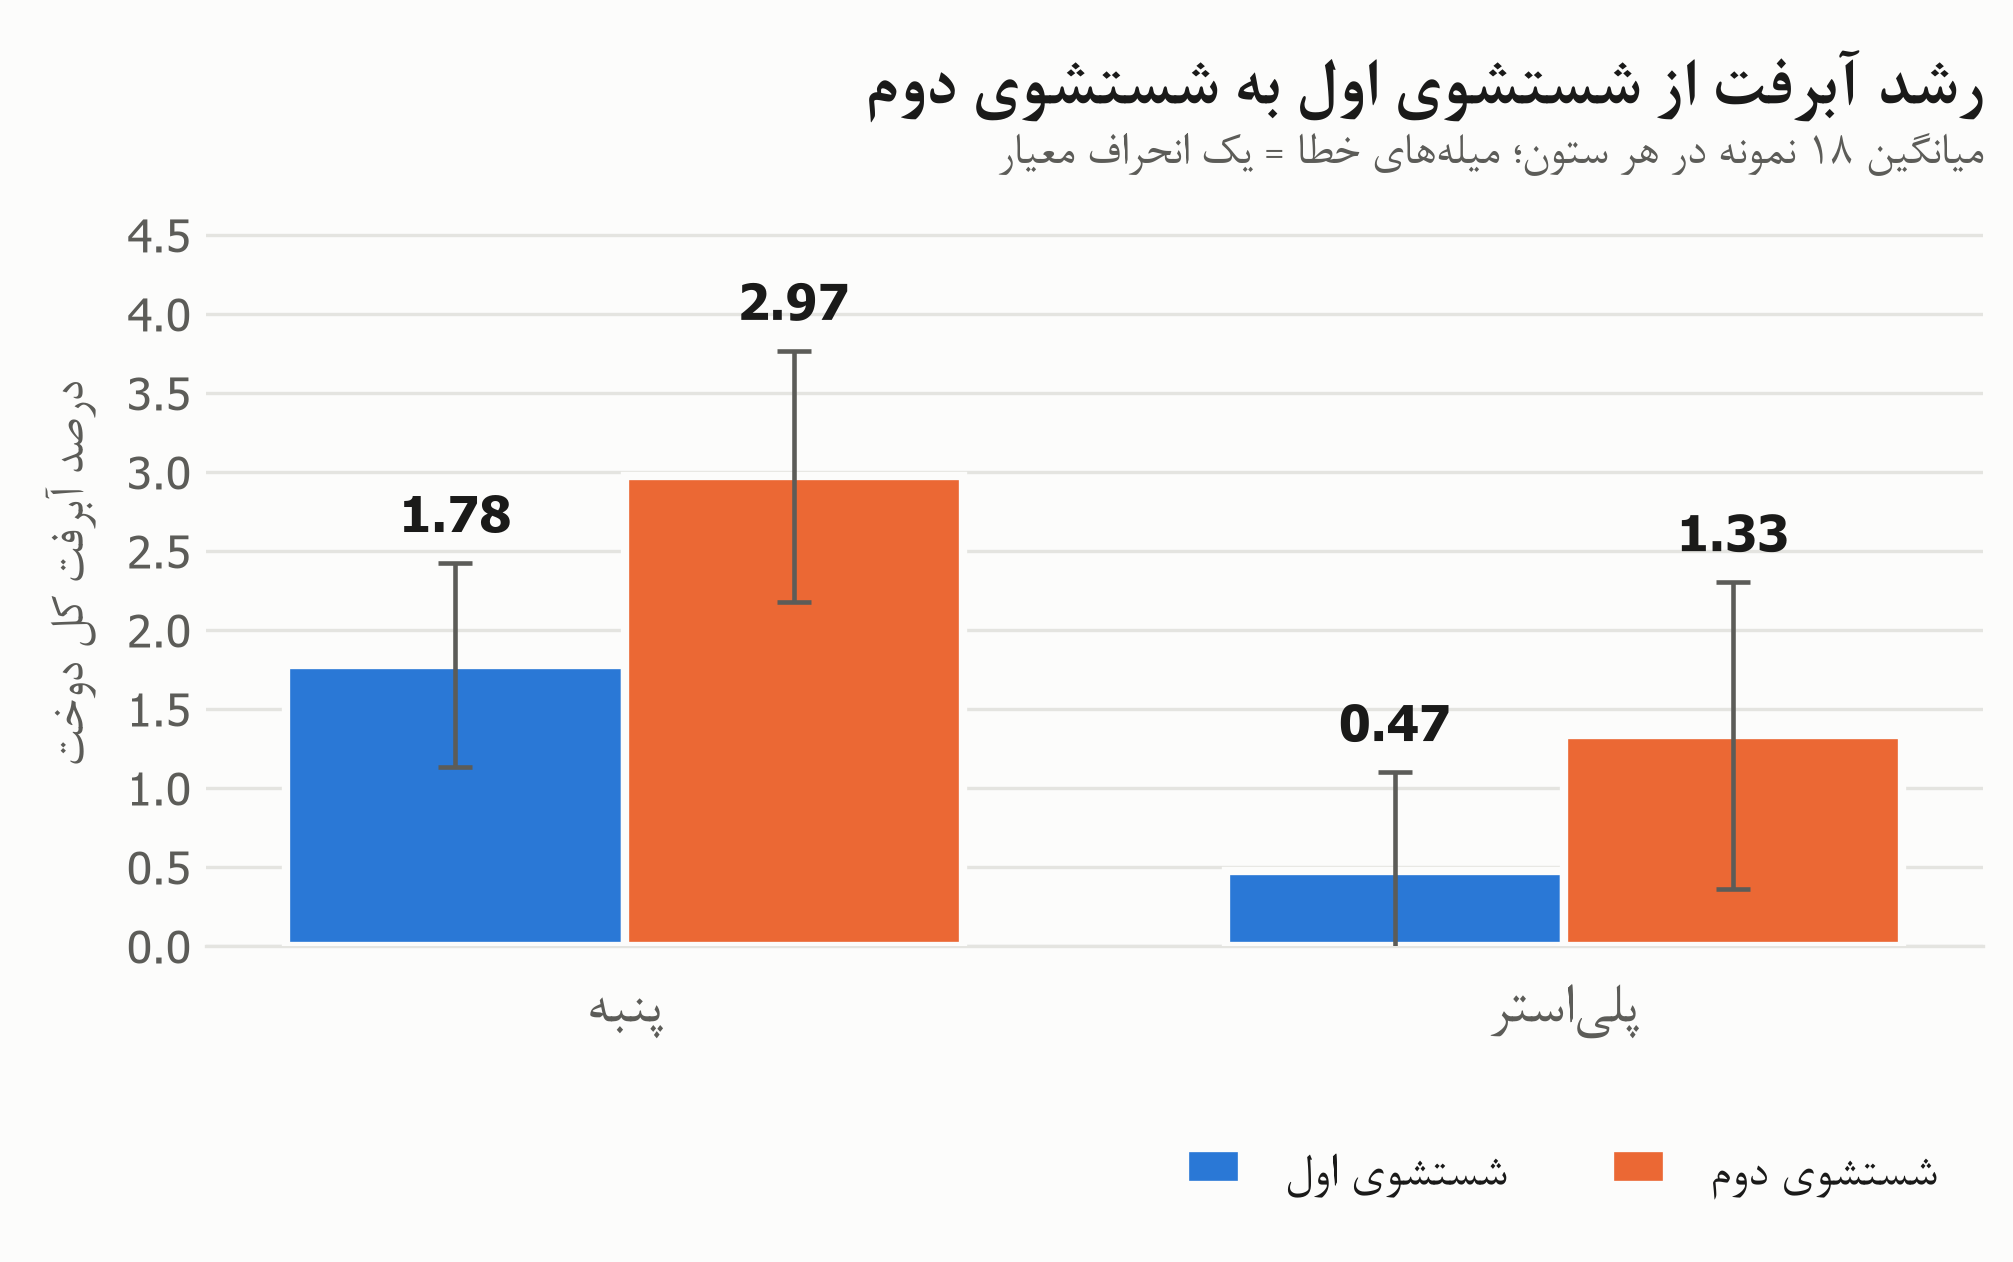 رشد آبرفت از شستشوی اول به شستشوی دوم
میانگین ۱۸ نمونه در هر ستون؛ میله‌های خطا = یک انحراف معیار
درصد آبرفت کل دوخت
4.5
4.0
3.5
3.0
2.5
2.0
1.5
1.0
0.5
0.0
1.78
2.97
0.47
1.33
پنبه
پلی‌استر
شستشوی اول
شستشوی دوم